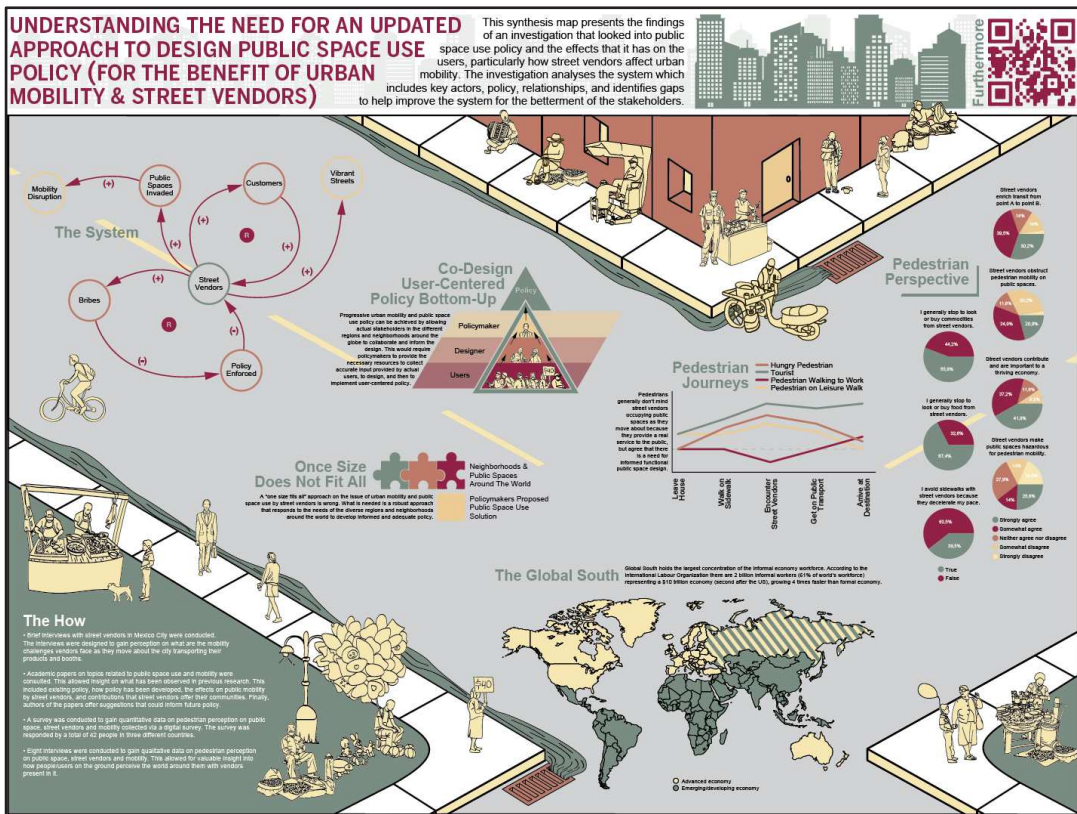 UNDERSTANDING THE NEED FOR AN UPDATED
APPROACH TO DESIGN PUBLIC SPACE USE
POLICY (FOR THE BENEFIT OF URBAN
MOBILITY & STREET VENDORS)
This synthesis map presents the findings
of an investigation that looked into public
space use policy and the effects that it has on the
users, particularly how street vendors affect urban
mobility. The investigation analyses the system which
includes key actors, policy, relationships, and identifies gaps
to help improve the system for the betterment of the stakeholders.
Furthermore
The System
Mobility
Disruption
(+)
Public
Spaces
Invaded
(+)
Customers
(+)
R
(+)
Vibrant
Streets
(+)
Street
Vendors
(+)
Bribes
R
(-)
(-)
Policy
Enforced
Co-Design
User-Centered
Policy Bottom-Up
Progressive urban mobility and public space
use policy can be achieved by allowing
actual stakeholders in the different
regions and neighborhoods around the
globe to collaborate and inform the
design. This would require
policymakers to provide the
necessary resources to collect
accurate input provided by actual
users, to design, and then to
implement user-centered policy.
Policy
Policymaker
Designer
Users
$40
Once Size
Does Not Fit All
A "one size fits all" approach on the issue of urban mobility and public
space use by street vendors is wrong. What is needed is a robust approach
that responds to the needs of the diverse regions and neighborhoods
around the world to develop informed and adequate policy.
Neighborhoods &
Public Spaces
Around The World
Policymakers Proposed
Public Space Use
Solution
Pedestrian
Journeys
Hungry Pedestrian
Tourist
Pedestrian Walking to Work
Pedestrian on Leisure Walk
Pedestrians
generally don't mind
street vendors
occupying public
spaces as they
move about because
they provide a real
service to the public,
but agree that there
is a need for
informed functional
public space design.
Leave
House
Walk on
Sidewalk
Encounter
Street Vendors
Get on Public
Transport
Arrive at
Destination
Pedestrian
Perspective
Street vendors
enrich transit from
point A to point B.
Street vendors obstruct
pedestrian mobility on
public spaces.
I generally stop to look
or buy commodities
from street vendors.
44,2%
55,8%
Street vendors contribute
and are important to a
thriving economy.
37,2%
I generally stop to
look or buy food from
street vendors.
32,6%
67,4%
Street vendors make
public spaces hazardous
for pedestrian mobility.
27,9%
14%
I avoid sidewalks with
street vendors because
they decelerate my pace.
Strongly agree
Somewhat agree
Neither agree nor disagree
Somewhat disagree
Strongly disagree
True
False
The Global South
Global South holds the largest concentration of the informal economy workforce. According to the
International Labour Organization there are 2 billion informal workers (61% of world's workforce)
representing a $10 trillion economy (second after the US), growing 4 times faster than formal economy.
Advanced economy
Emerging/developing economy
The How
• Brief interviews with street vendors in Mexico City were conducted.
The interviews were designed to gain perception on what are the mobility
challenges vendors face as they move about the city transporting their
products and booths.
• Academic papers on topics related to public space use and mobility were
consulted. This allowed insight on what has been observed in previous research. This
included existing policy, how policy has been developed, the effects on public mobility
by street vendors, and contributions that street vendors offer their communities. Finally,
authors of the papers offer suggestions that could inform future policy.
• A survey was conducted to gain quantitative data on pedestrian perception on public
space, street vendors and mobility collected via a digital survey. The survey was
responded by a total of 42 people in three different countries.
• Eight interviews were conducted to gain qualitative data on pedestrian perception
on public space, street vendors and mobility. This allowed for valuable insight into
how people/users on the ground perceive the world around them with vendors
present in it.
$40